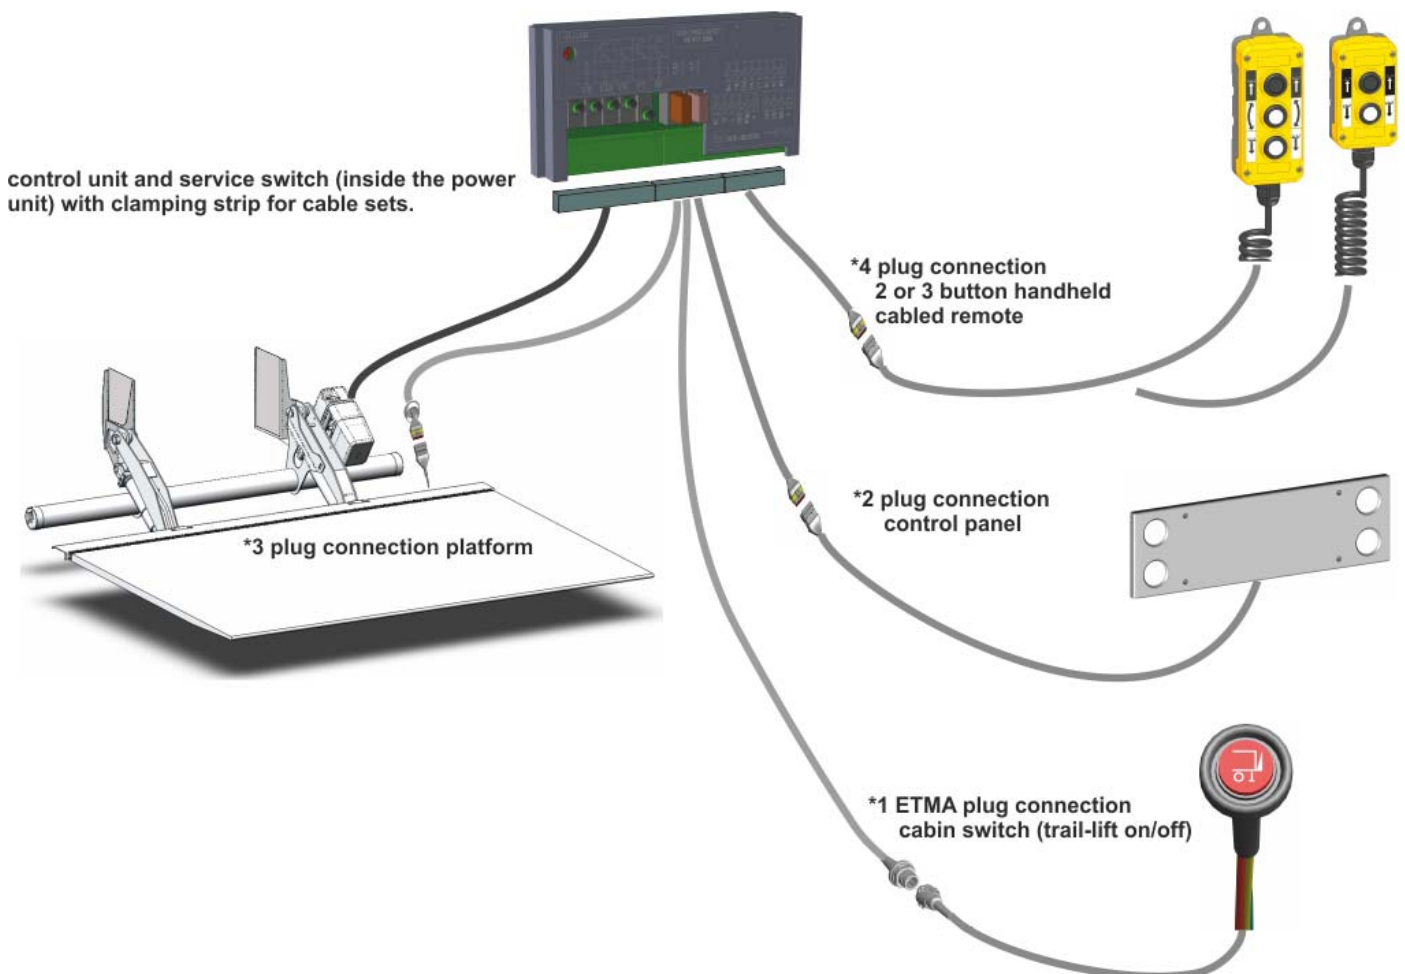 control unit and service switch (inside the power
unit) with clamping strip for cable sets.
*4 plug connection
2 or 3 button handheld
cabled remote
*2 plug connection
control panel
*3 plug connection platform
*1 ETMA plug connection
cabin switch (trail-lift on/off)